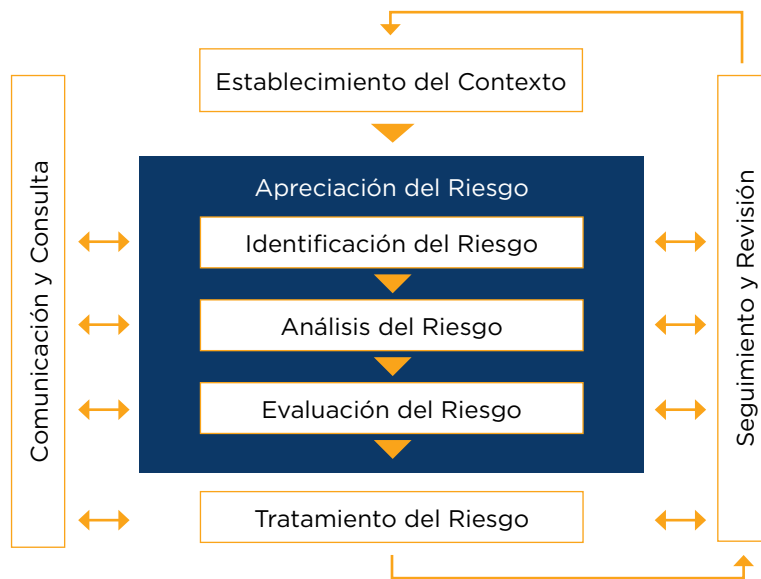 Establecimiento del Contexto
Comunicación y Consulta
Apreciación del Riesgo
Identificación del Riesgo
Análisis del Riesgo
Evaluación del Riesgo
Tratamiento del Riesgo
Seguimiento y Revisión